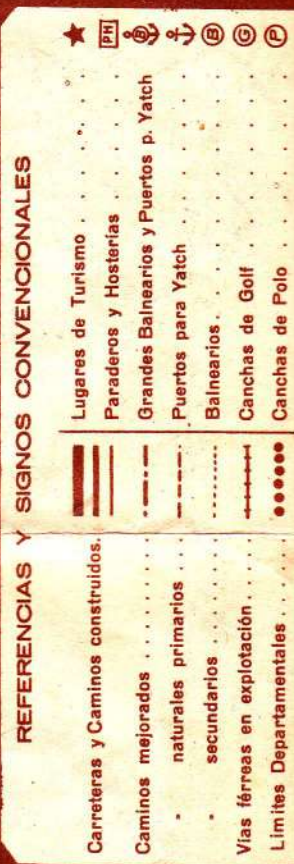 REFERENCIAS Y SIGNOS CONVENCIONALES
Carreteras y Caminos construidos.
Caminos mejorados . . . . . . . . .
" naturales primarios . . .
" secundarios . . . . . . . .
Vías férreas en explotación . . . . .
Limites Departamentales . . . .
Lugares de Turismo . . . . . . .
Paraderos y Hosterías . . . . . . PH
Grandes Balnearios y Puertos p. Yatch B
Puertos para Yatch . . . . . .
Balnearios . . . . . . . . . . B
Canchas de Golf . . . . . . . G
Canchas de Polo . . . . . . . P